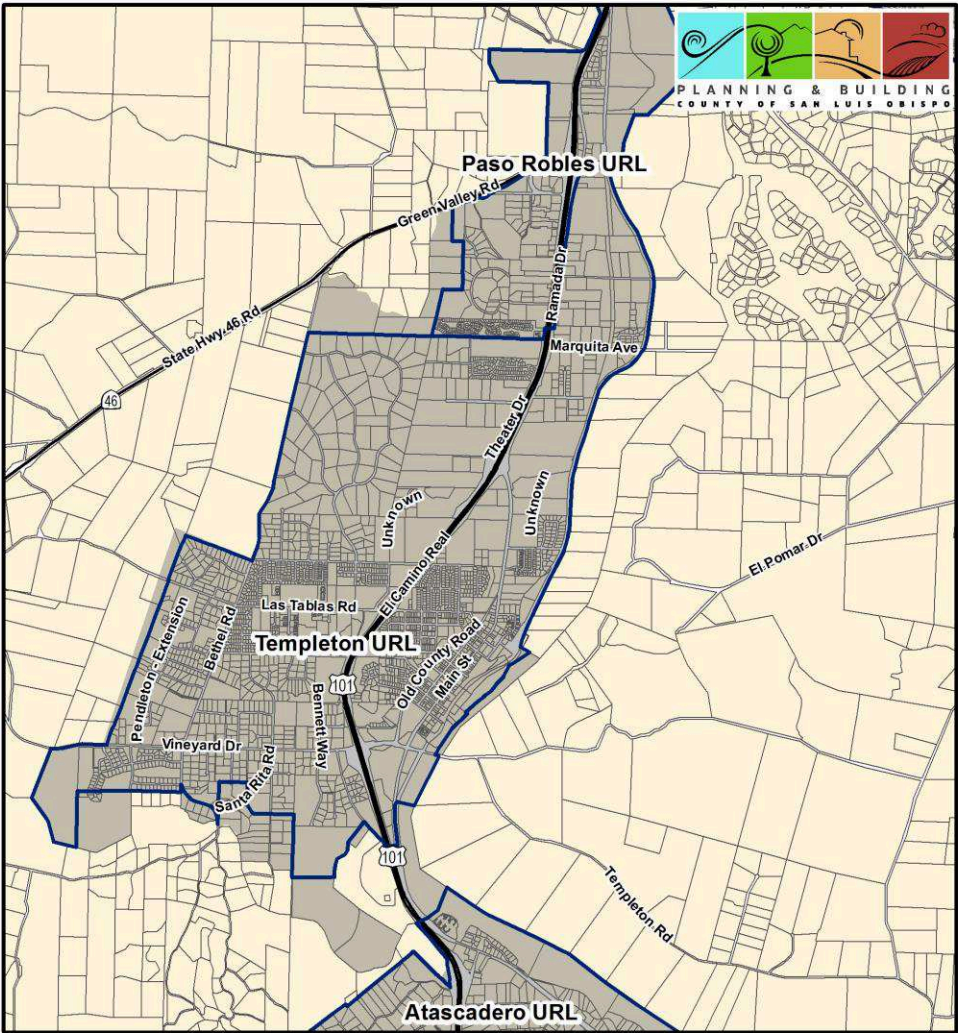 PLANNING & BUILDING
COUNTY OF SAN LUIS OBISPO
Paso Robles URL
Green Valley Rd
Ramada Dr
State Hwy 46 Rd
Marquita Ave
46
Theater Dr
Unknown
Unknown
El Pomar Dr
El Camino Real
Las Tablas Rd
Pendleton - Extension
Bethel Rd
Templeton URL
Old County Road
Main St
101
Bennett Way
Vineyard Dr
Santa Rita Rd
101
Templeton Rd
Atascadero URL